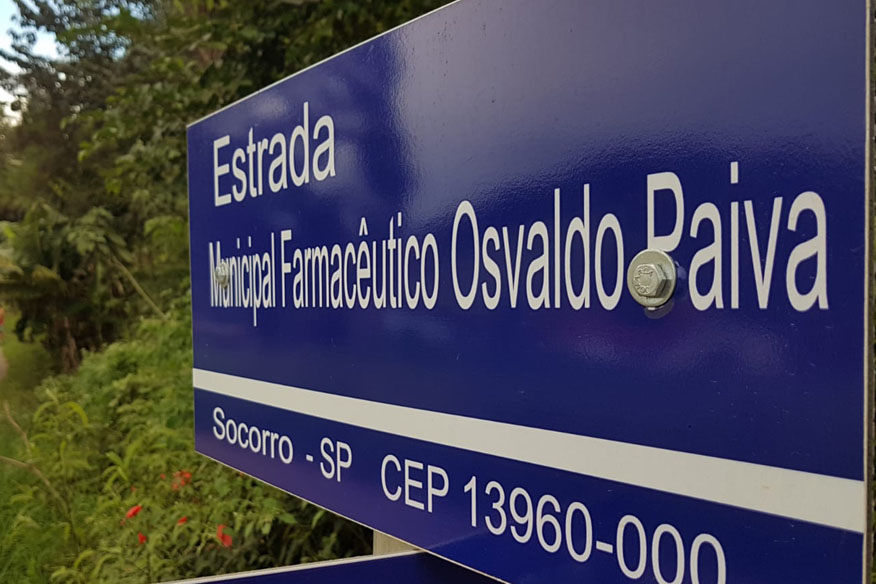 Estrada
Municipal Farmacêutico Osvaldo Paiva
Socorro - SP CEP 13960-000